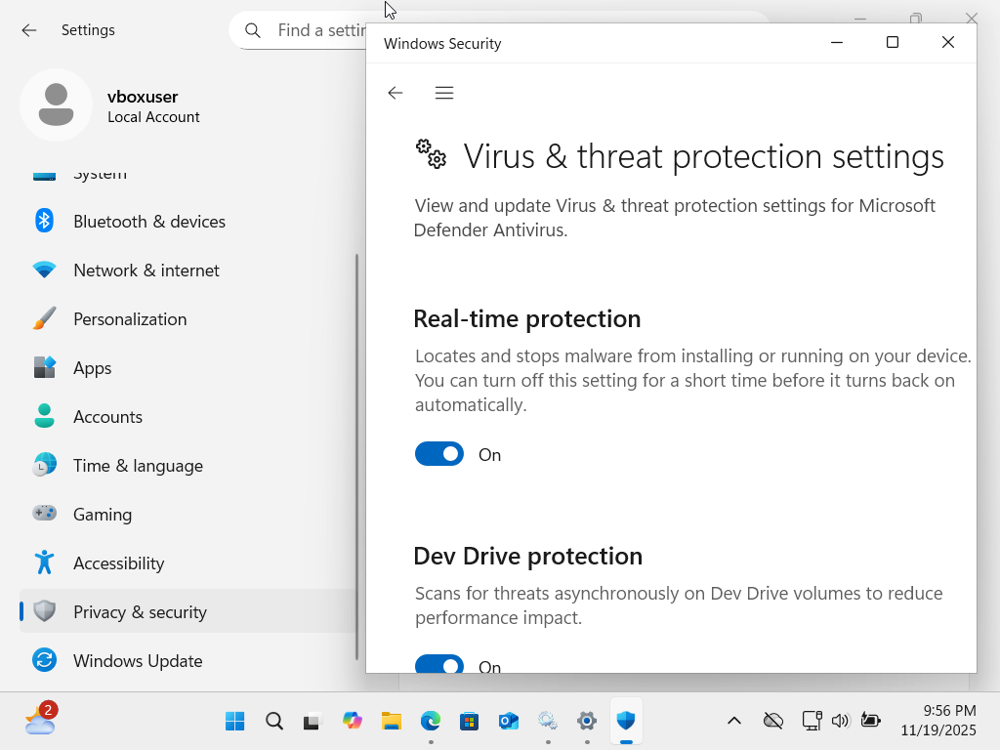 Settings
Find a settin
vboxuser
Local Account
System
Bluetooth & devices
Network & internet
Personalization
Apps
Accounts
Time & language
Gaming
Accessibility
Privacy & security
Windows Update
Windows Security
Virus & threat protection settings
View and update Virus & threat protection settings for Microsoft
Defender Antivirus.
Real-time protection
Locates and stops malware from installing or running on your device.
You can turn off this setting for a short time before it turns back on
automatically.
On
Dev Drive protection
Scans for threats asynchronously on Dev Drive volumes to reduce
performance impact.
On
2
9:56 PM
11/19/2025